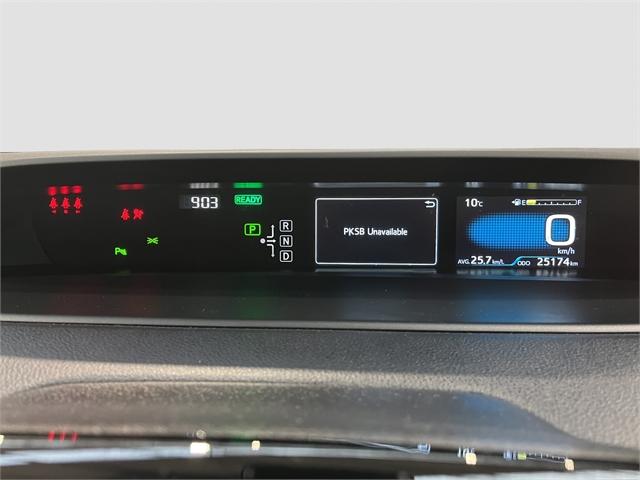 9:03
READY
P
R
N
D
PKSB Unavailable
10°C
E F
0
km/h
AVG. 25.7 km/L ODO 25174 km